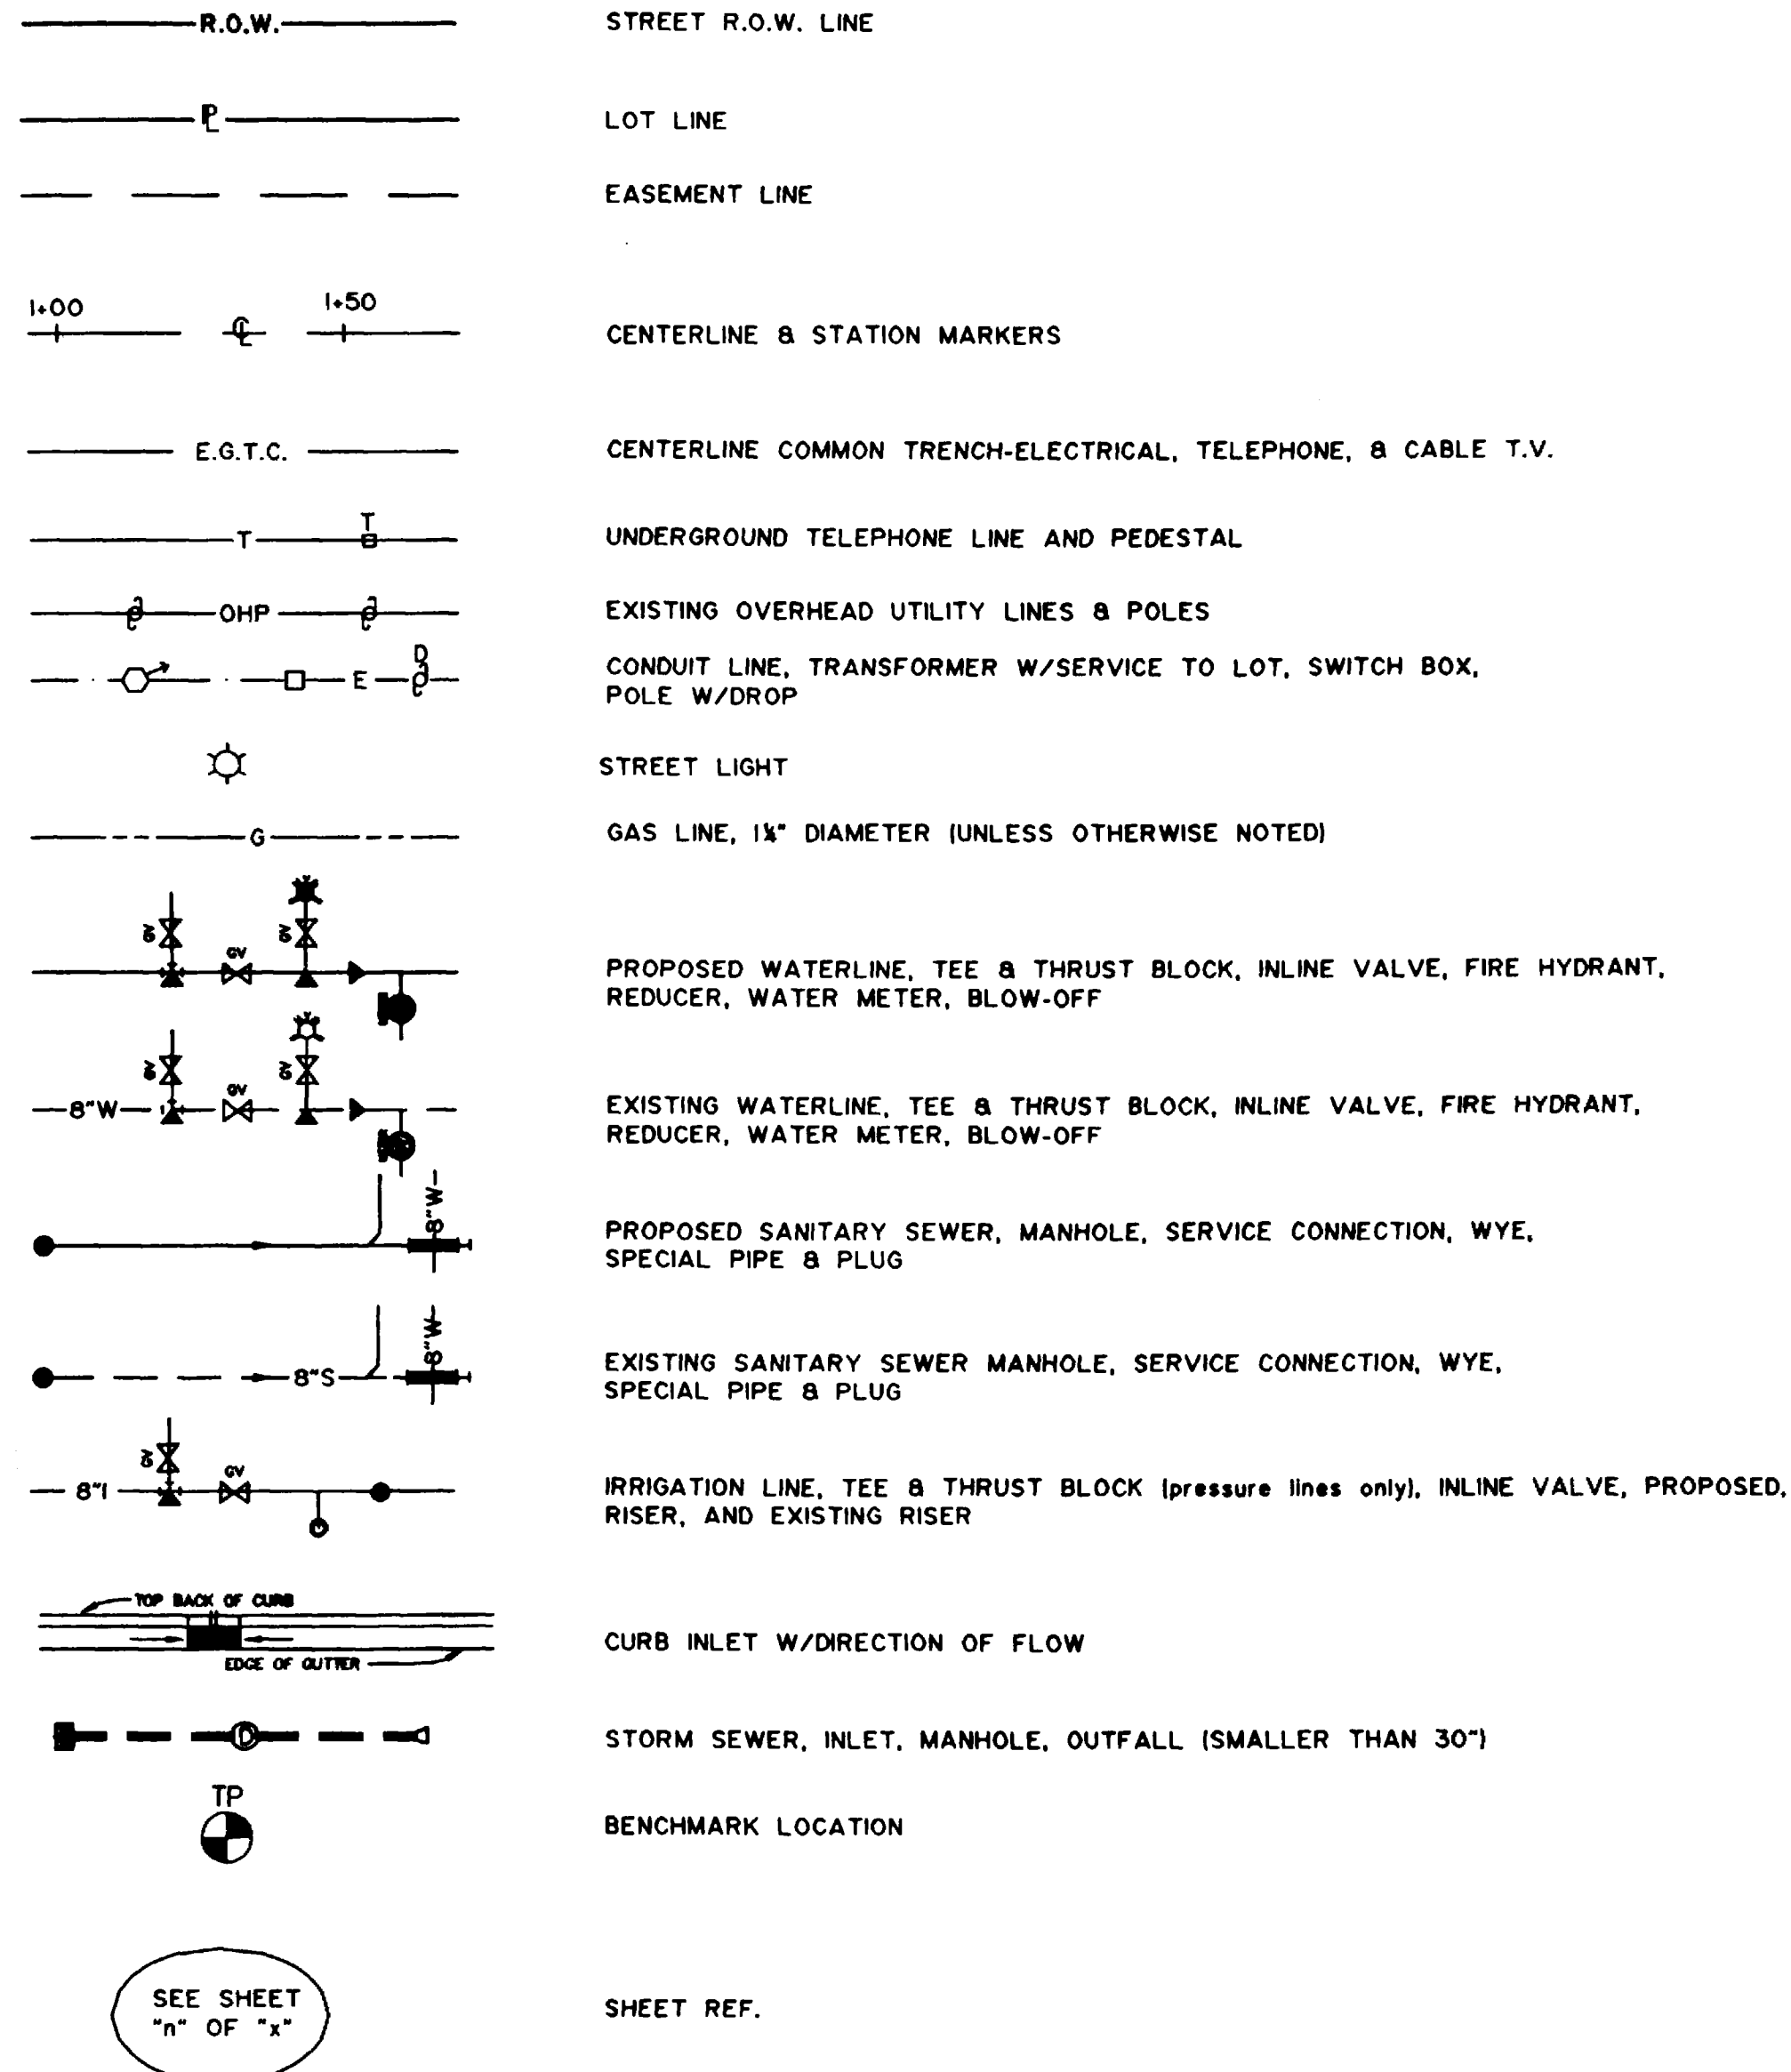 R.O.W. STREET R.O.W. LINE
PL LOT LINE
EASEMENT LINE
1+00 1+50
CL CENTERLINE & STATION MARKERS
E.G.T.C. CENTERLINE COMMON TRENCH-ELECTRICAL, TELEPHONE, & CABLE T.V.
T
T UNDERGROUND TELEPHONE LINE AND PEDESTAL
OHP EXISTING OVERHEAD UTILITY LINES & POLES
D
E CONDUIT LINE, TRANSFORMER W/SERVICE TO LOT, SWITCH BOX,
POLE W/DROP
STREET LIGHT
G GAS LINE, DIAMETER (UNLESS OTHERWISE NOTED)
GV GV
GV
PROPOSED WATERLINE, TEE & THRUST BLOCK, INLINE VALVE, FIRE HYDRANT,
REDUCER, WATER METER, BLOW-OFF
GV GV
GV
8"W EXISTING WATERLINE, TEE & THRUST BLOCK, INLINE VALVE, FIRE HYDRANT,
REDUCER, WATER METER, BLOW-OFF
8"W
PROPOSED SANITARY SEWER, MANHOLE, SERVICE CONNECTION, WYE,
SPECIAL PIPE & PLUG
8"W
8"S EXISTING SANITARY SEWER MANHOLE, SERVICE CONNECTION, WYE,
SPECIAL PIPE & PLUG
GV
GV
8"I IRRIGATION LINE, TEE & THRUST BLOCK (pressure lines only), INLINE VALVE, PROPOSED,
RISER, AND EXISTING RISER
TOP BACK OF CURB
CURB INLET W/DIRECTION OF FLOW
EDGE OF GUTTER
D STORM SEWER, INLET, MANHOLE, OUTFALL (SMALLER THAN 30")
TP
BENCHMARK LOCATION
SEE SHEET
"n" OF "x"
SHEET REF.